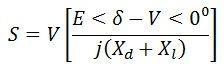 S = V [ E < δ − V < 0⁰ / j(X_d + X_l) ]